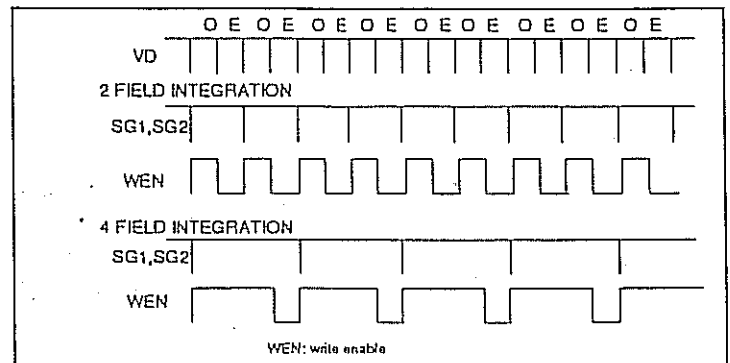 O E O E O E O E O E O E O E O E O E
VD
2 FIELD INTEGRATION
SG1,SG2
WEN
4 FIELD INTEGRATION
SG1,SG2
WEN
WEN: write enable